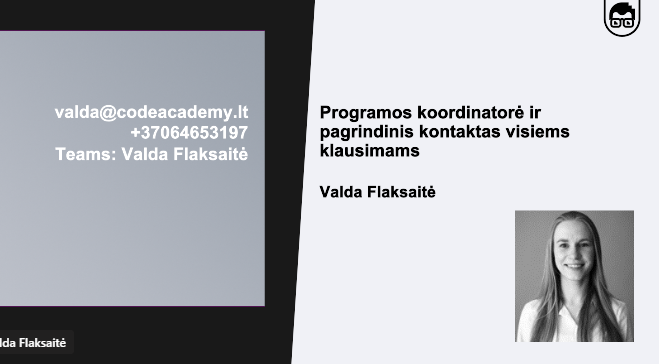 valda@codeacademy.lt
+37064653197
Teams: Valda Flaksaitė
Programos koordinatorė ir
pagrindinis kontaktas visiems
klausimams
Valda Flaksaitė
lda Flaksaitė